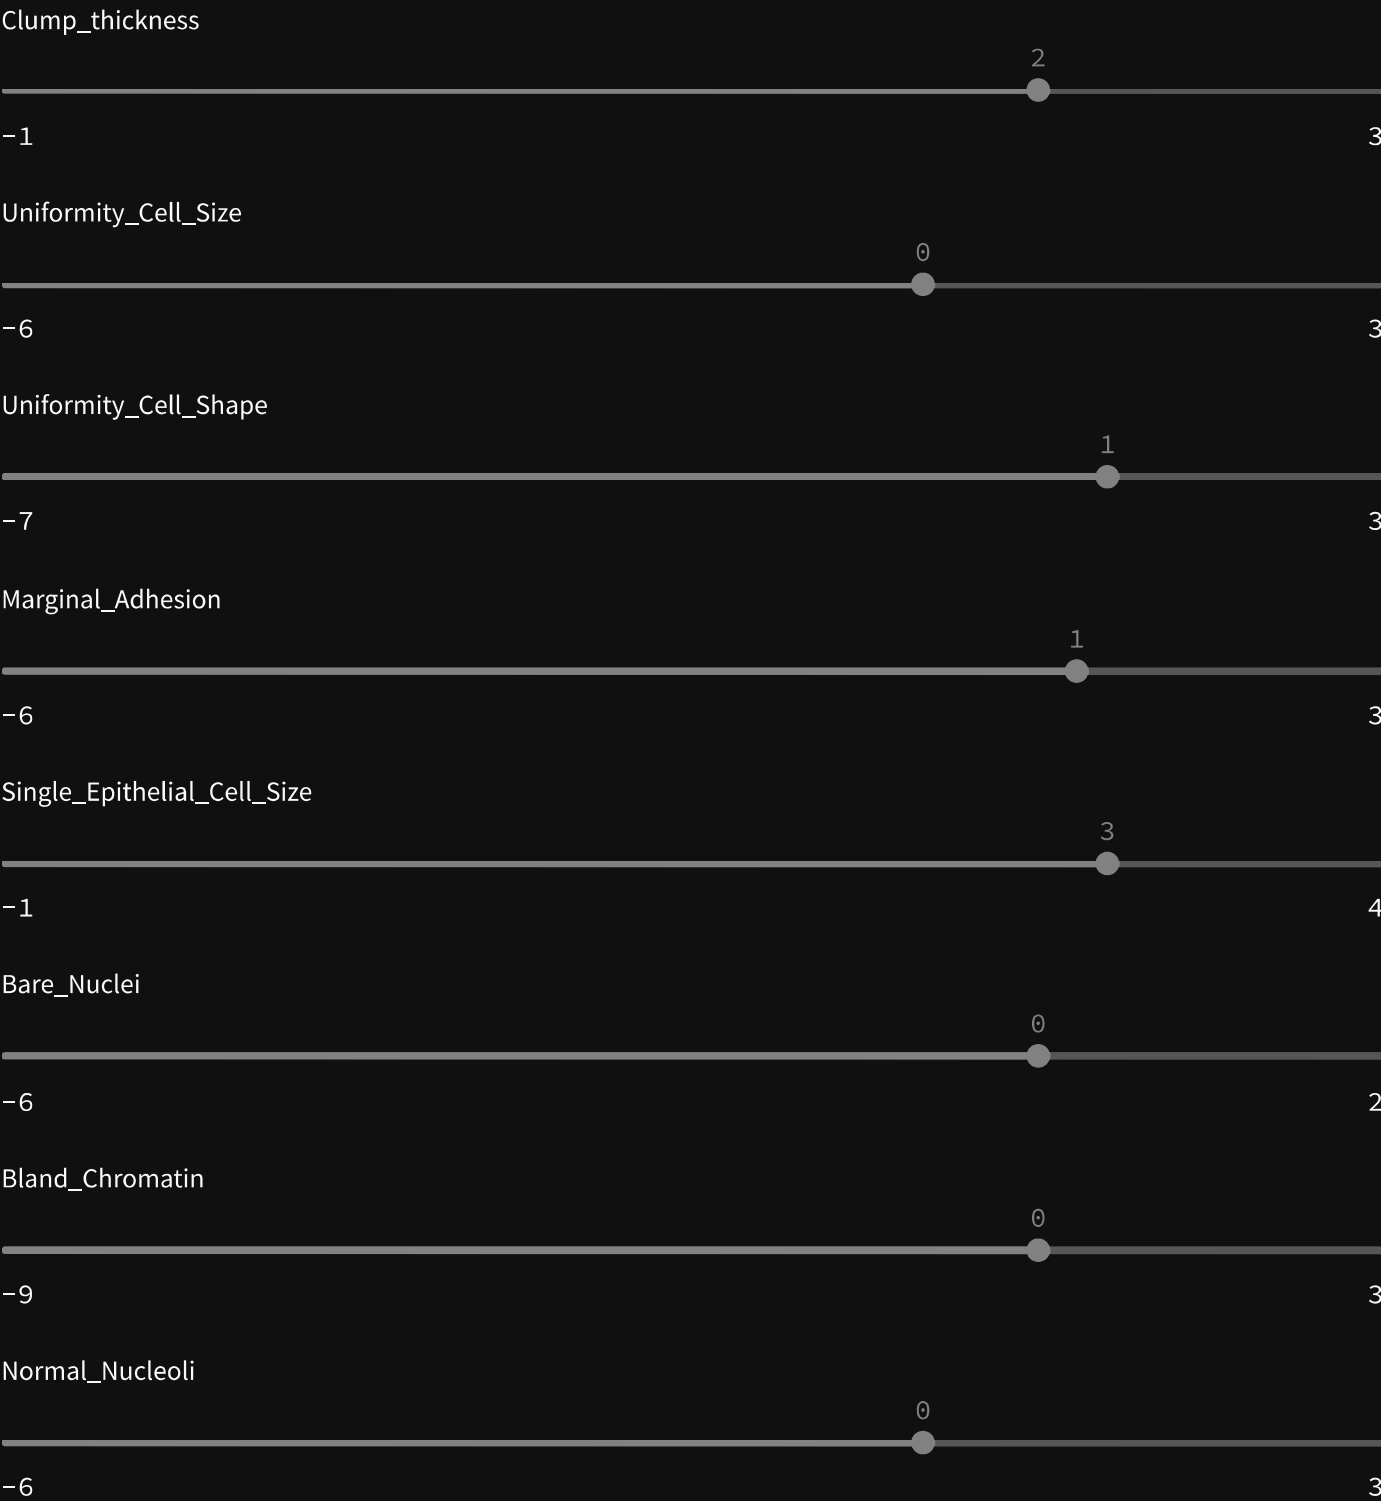 Clump_thickness
2
-1 3
Uniformity_Cell_Size
0
-6 3
Uniformity_Cell_Shape
1
-7 3
Marginal_Adhesion
1
-6 3
Single_Epithelial_Cell_Size
3
-1 4
Bare_Nuclei
0
-6 2
Bland_Chromatin
0
-9 3
Normal_Nucleoli
0
-6 3